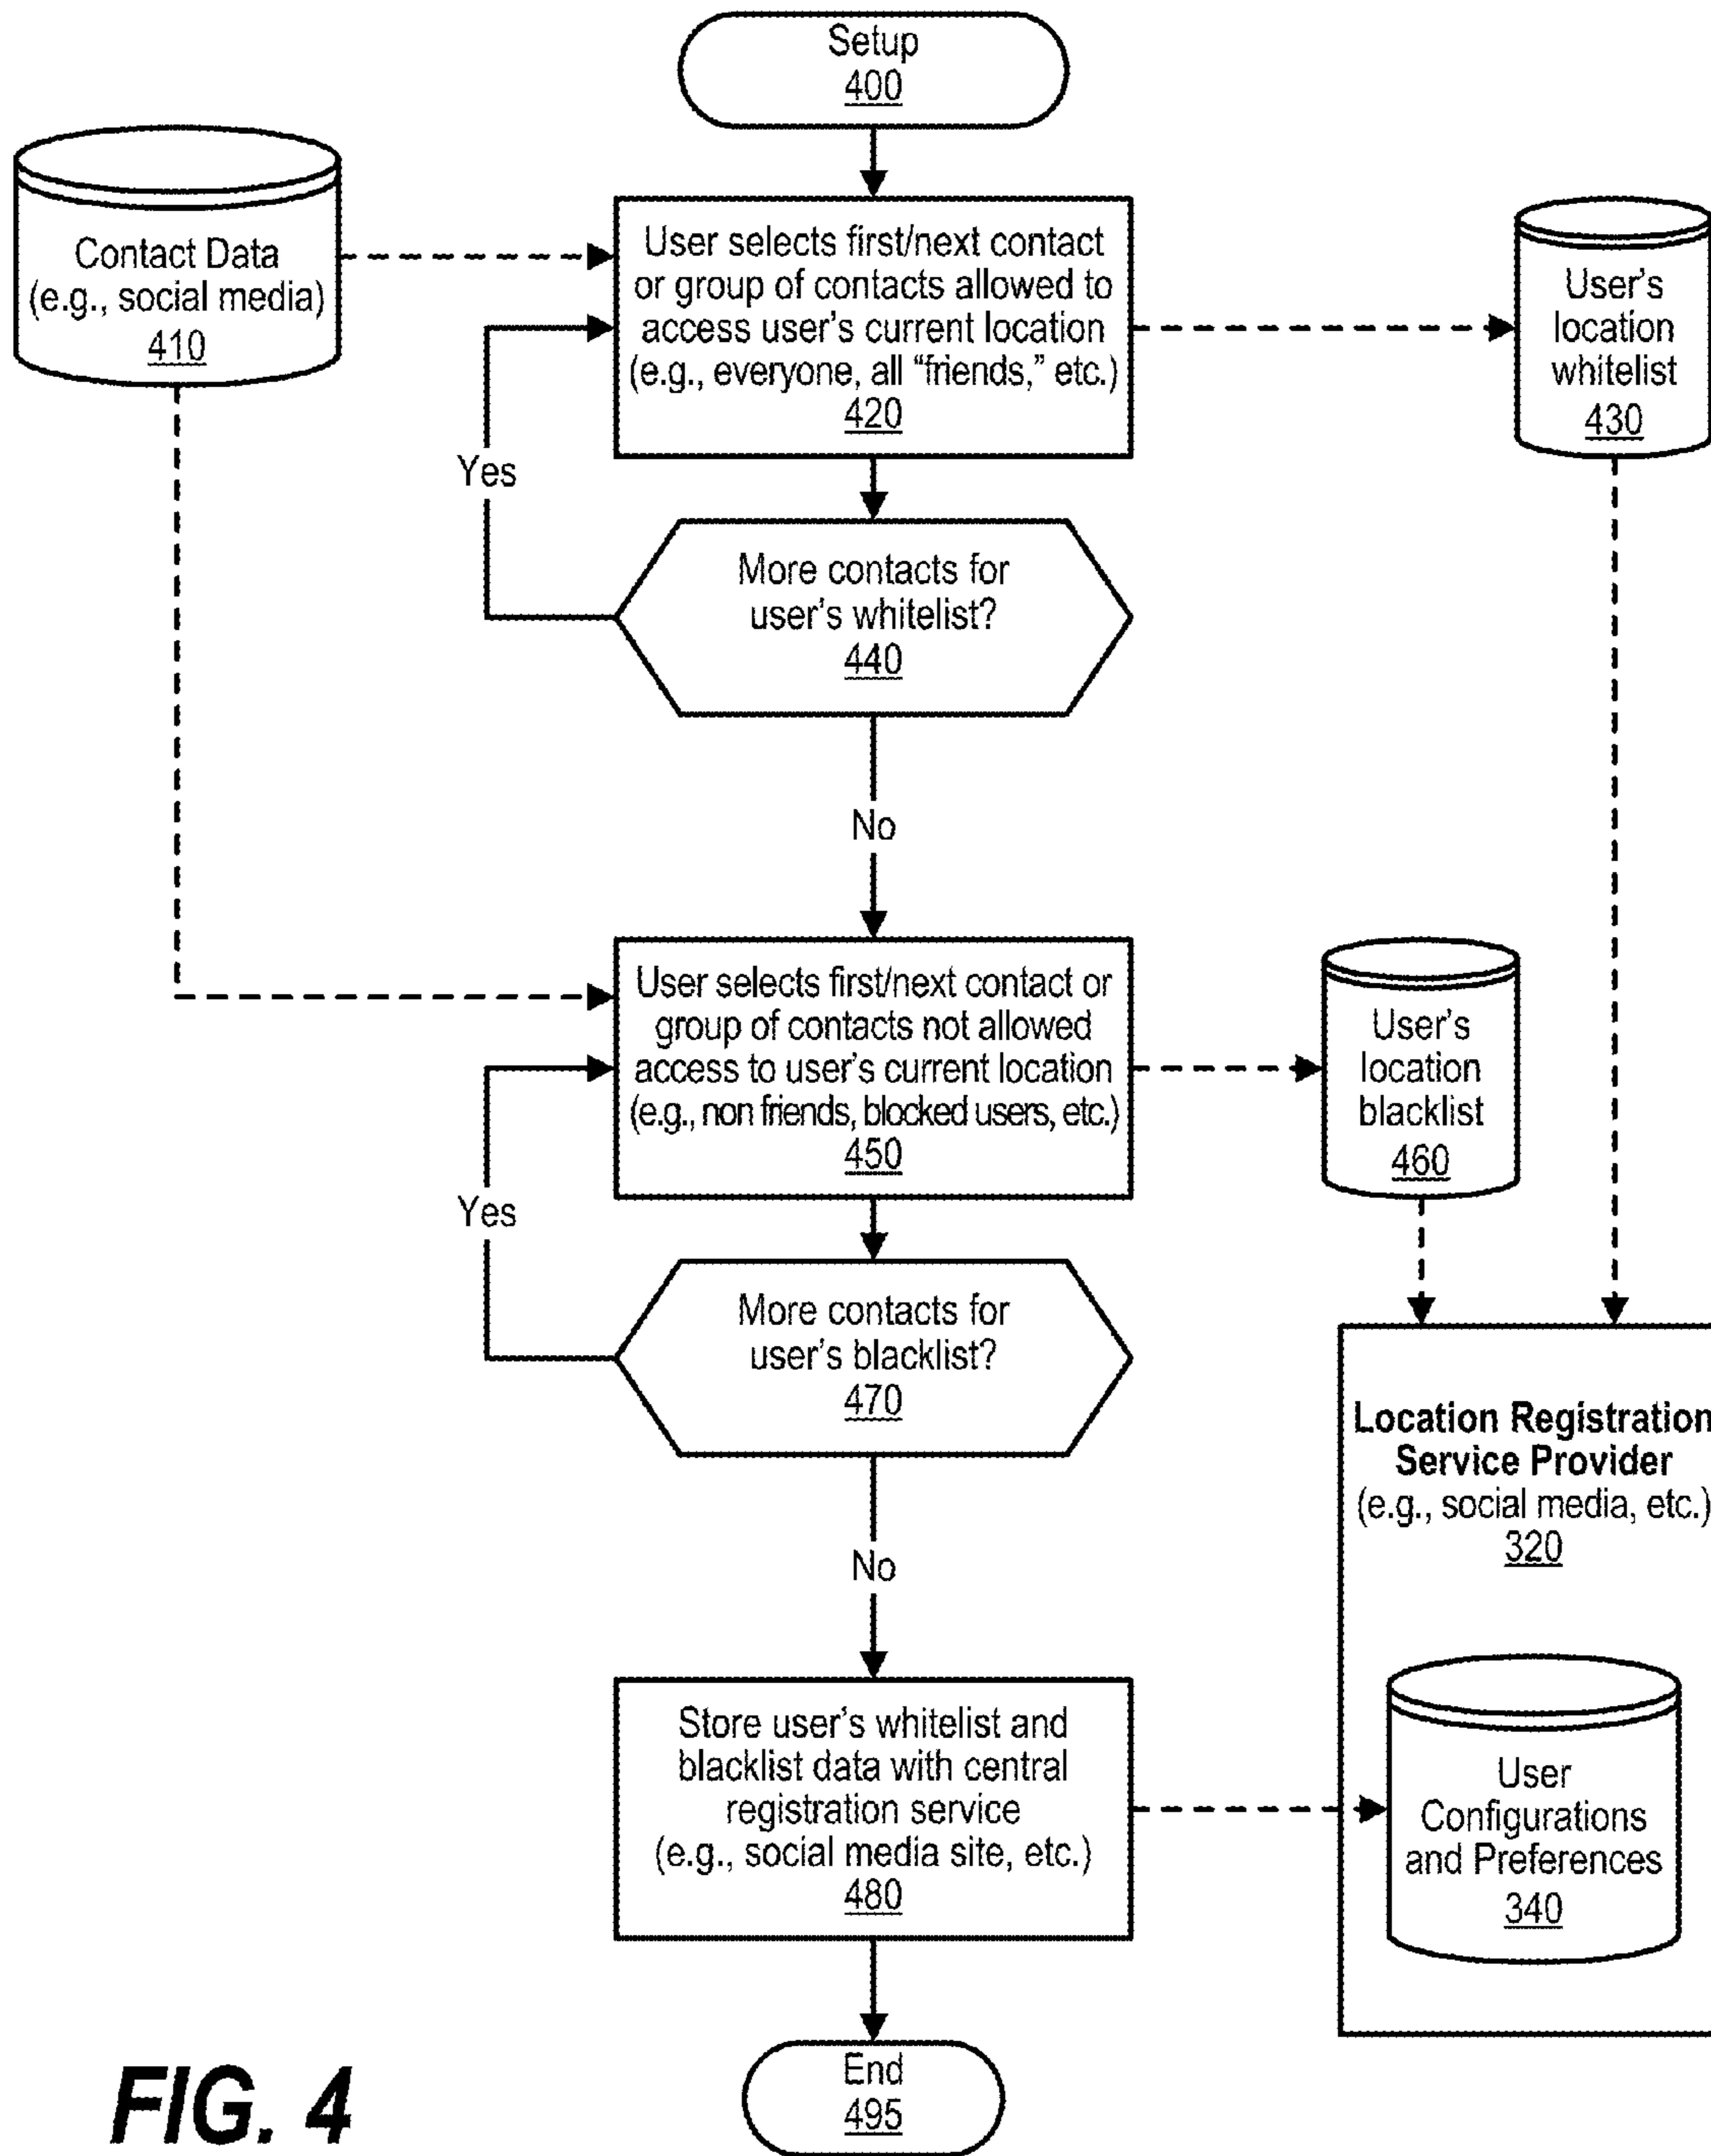 Setup
400
Contact Data
(e.g., social media)
410
User selects first/next contact
or group of contacts allowed to
access user's current location
(e.g., everyone, all “friends,” etc.)
420
User's
location
whitelist
430
Yes
More contacts for
user's whitelist?
440
No
User selects first/next contact or
group of contacts not allowed
access to user's current location
(e.g., non friends, blocked users, etc.)
450
User's
location
blacklist
460
Yes
More contacts for
user's blacklist?
470
Location Registration
Service Provider
(e.g., social media, etc.)
320
No
Store user's whitelist and
blacklist data with central
registration service
(e.g., social media site, etc.)
480
User
Configurations
and Preferences
340
End
495
FIG. 4